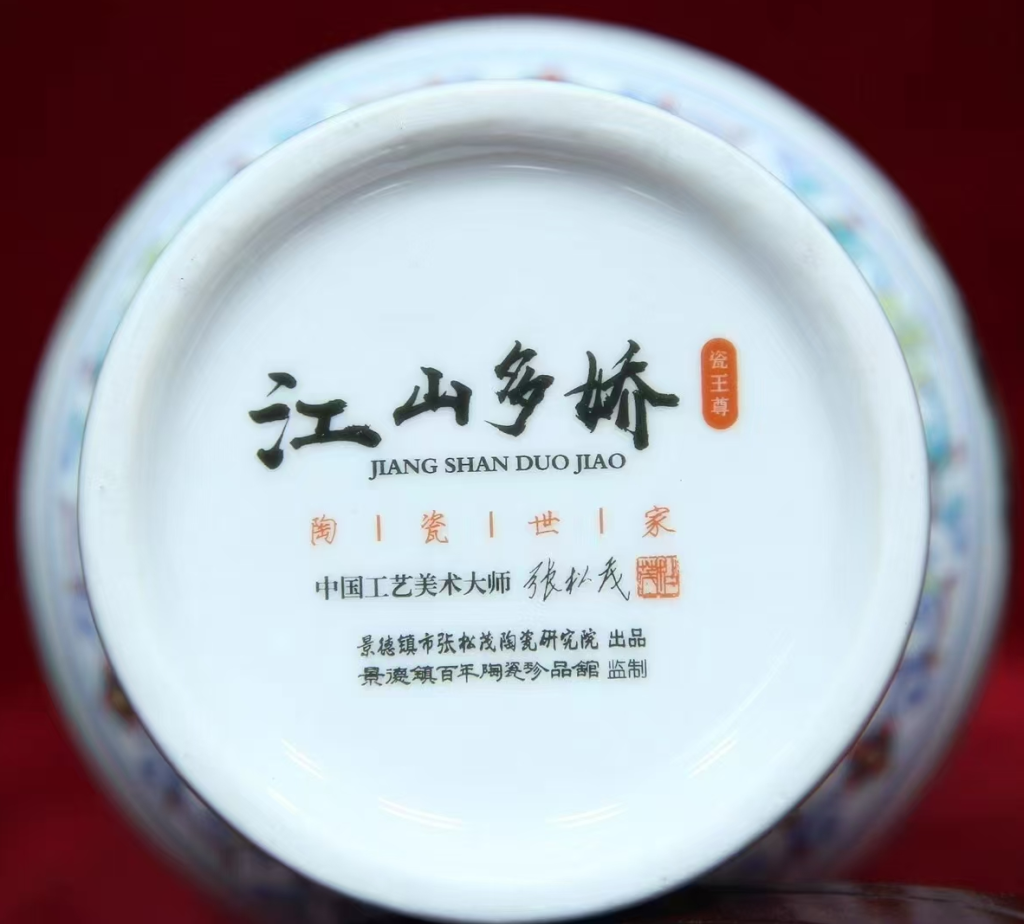 江山多娇
瓷王尊
JIANG SHAN DUO JIAO
陶|瓷|世|家
中国工艺美术大师 张松茂
景德镇市张松茂陶瓷研究院 出品
景德鎮百年陶瓷珍品館 监制